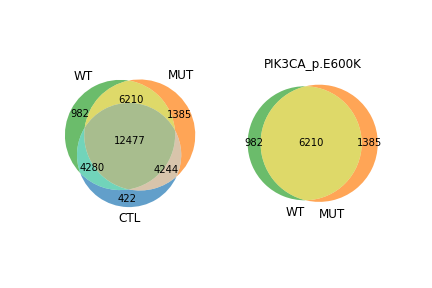 WT
MUT
982
6210
1385
12477
4280
4244
422
CTL
PIK3CA_p.E600K
982
6210
1385
WT
MUT